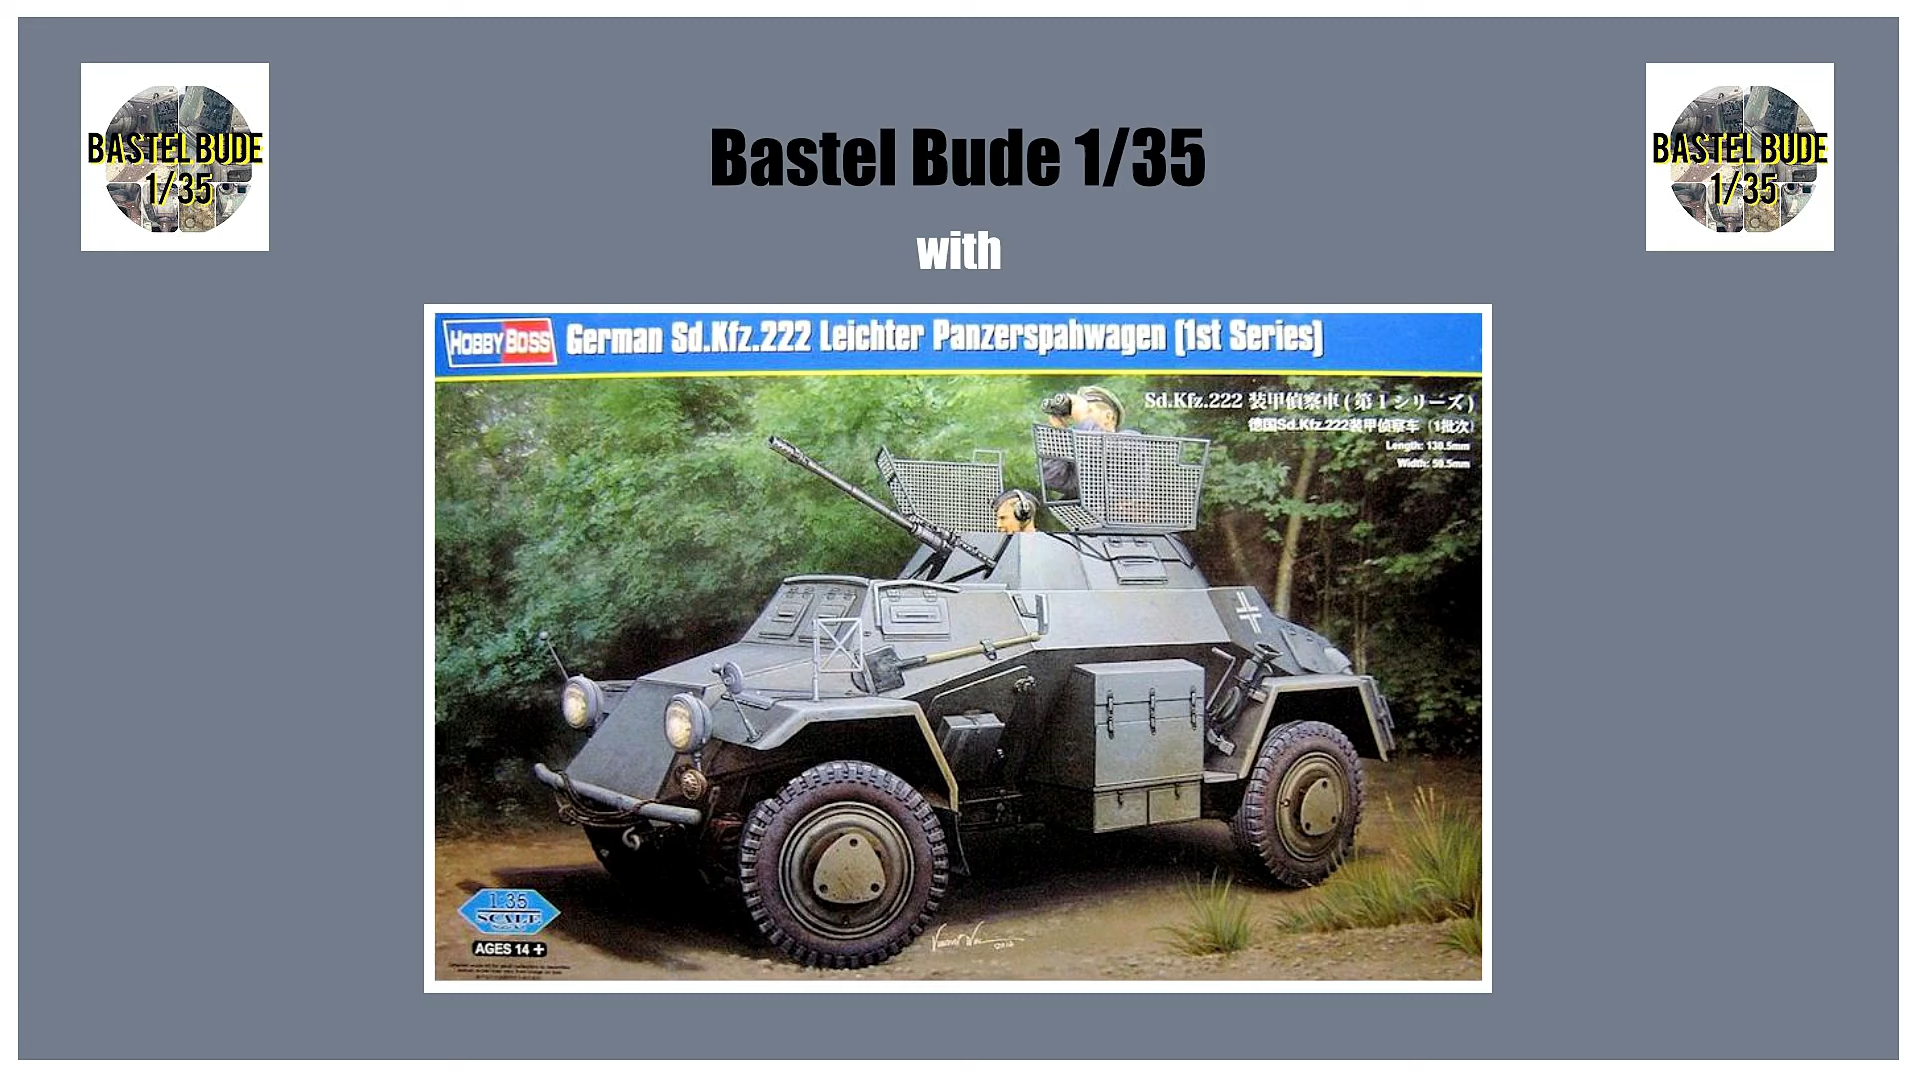 BASTEL BUDE
1/35
Bastel Bude 1/35
BASTEL BUDE
1/35
with
HOBBY BOSS
German Sd.Kfz.222 Leichter Panzerspahwagen (1st Series)
Sd.Kfz.222 装甲偵察車(第1シリーズ)
德国Sd.Kfz.222装甲侦察车(1批次)
Length: 138.5mm
Width: 59.5mm
1:35
SCALE
AGES 14+